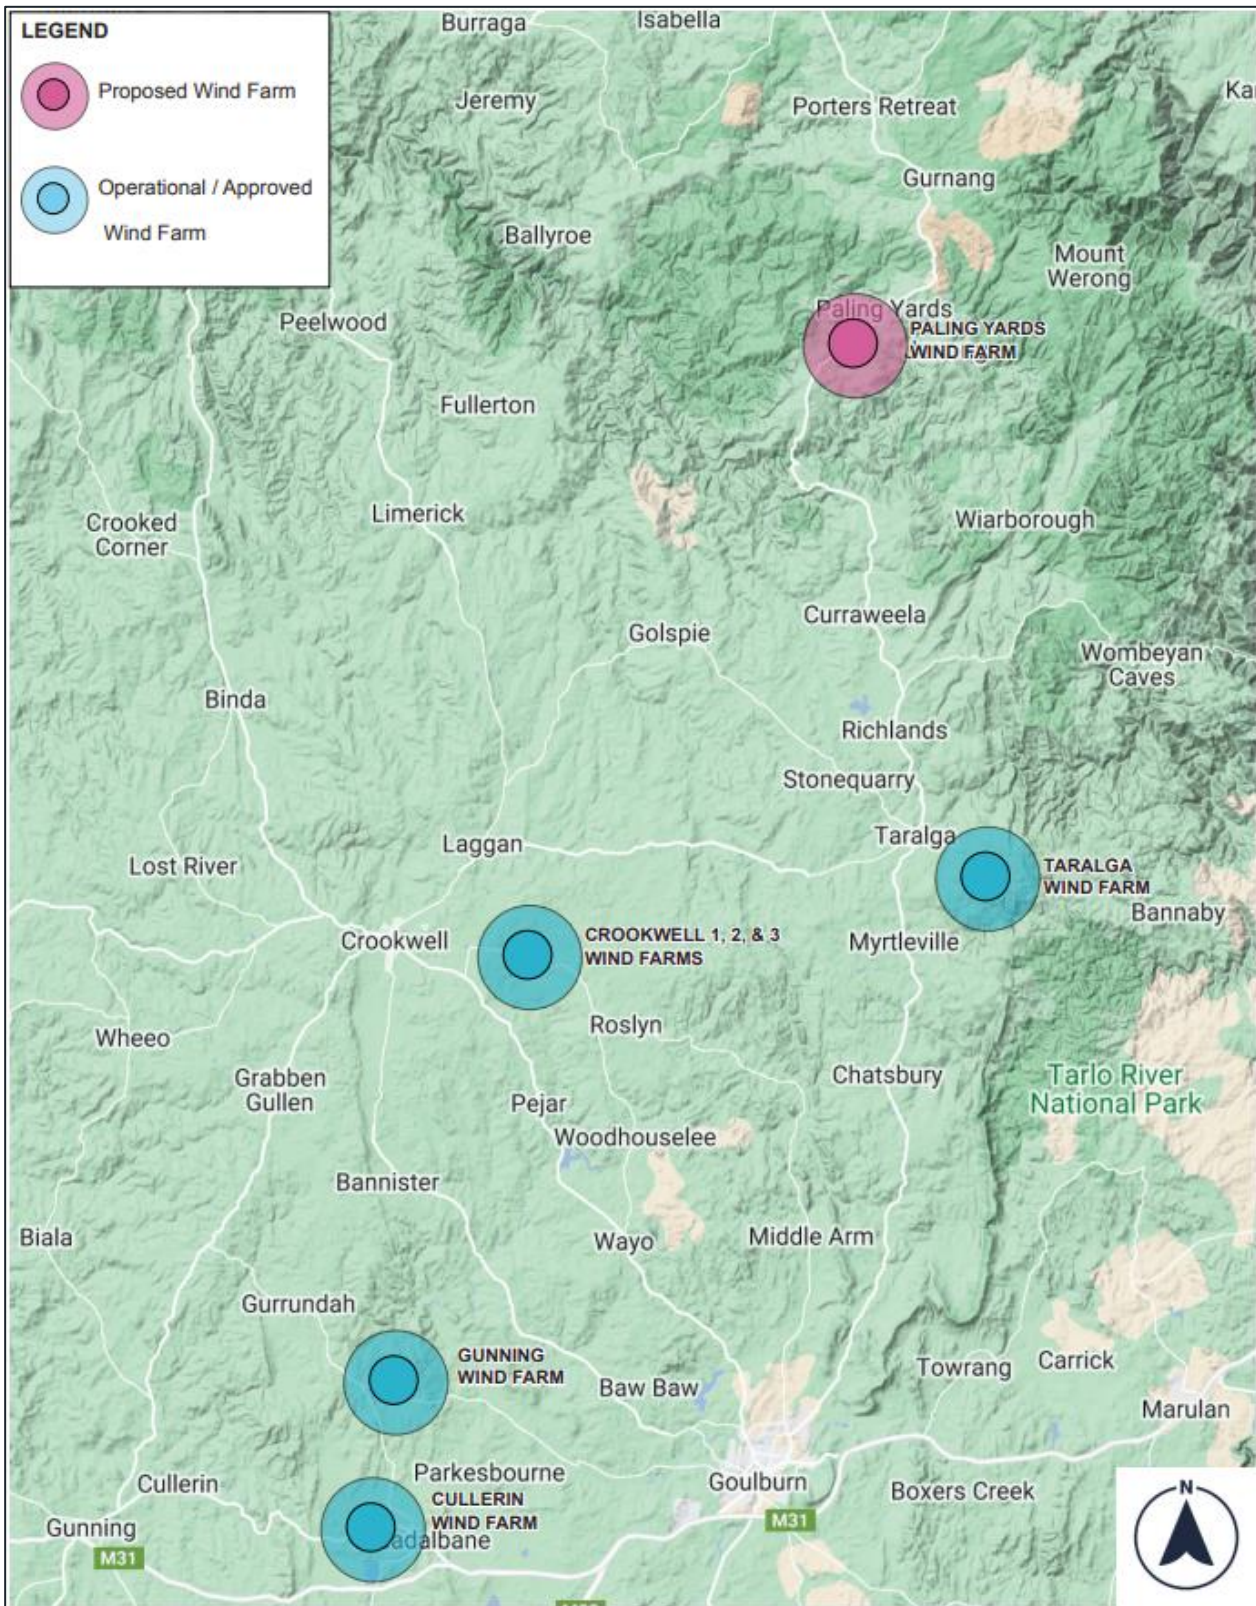 LEGEND
Proposed Wind Farm
Operational / Approved
Wind Farm
Burraga
Isabella
Jeremy
Porters Retreat
Gurnang
Ballyroe
Mount
Werong
Peelwood
Paling Yards
PALING YARDS
WIND FARM
Fullerton
Limerick
Crooked
Corner
Wiarborough
Curraweela
Golspie
Wombeyan
Caves
Binda
Richlands
Stonequarry
Taralga
Laggan
Lost River
TARALGA
WIND FARM
Bannaby
Crookwell
CROOKWELL 1, 2, & 3
WIND FARMS
Myrtleville
Roslyn
Wheeo
Grabben
Gullen
Chatsbury
Tarlo River
National Park
Pejar
Woodhouselee
Bannister
Biala
Wayo
Middle Arm
Gurrundah
GUNNING
WIND FARM
Baw Baw
Towrang
Carrick
Marulan
Cullerin
Parkesbourne
Goulburn
Boxers Creek
CULLERIN
WIND FARM
Gunning
M31
M31
N